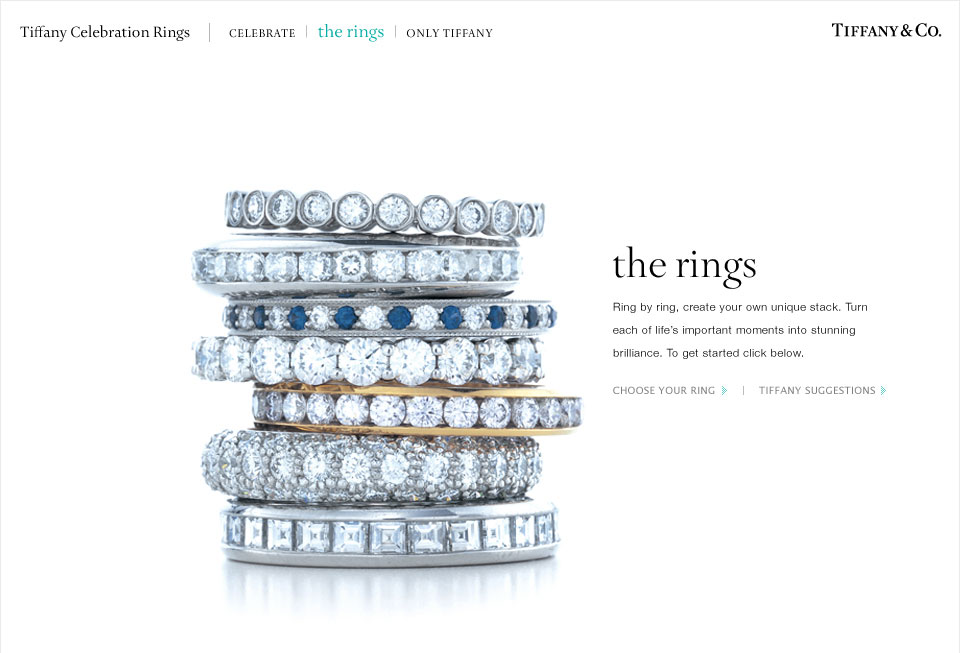 Tiffany Celebration Rings
CELEBRATE
the rings
ONLY TIFFANY
TIFFANY & CO.
the rings
Ring by ring, create your own unique stack. Turn
each of life's important moments into stunning
brilliance. To get started click below.
CHOOSE YOUR RING
TIFFANY SUGGESTIONS